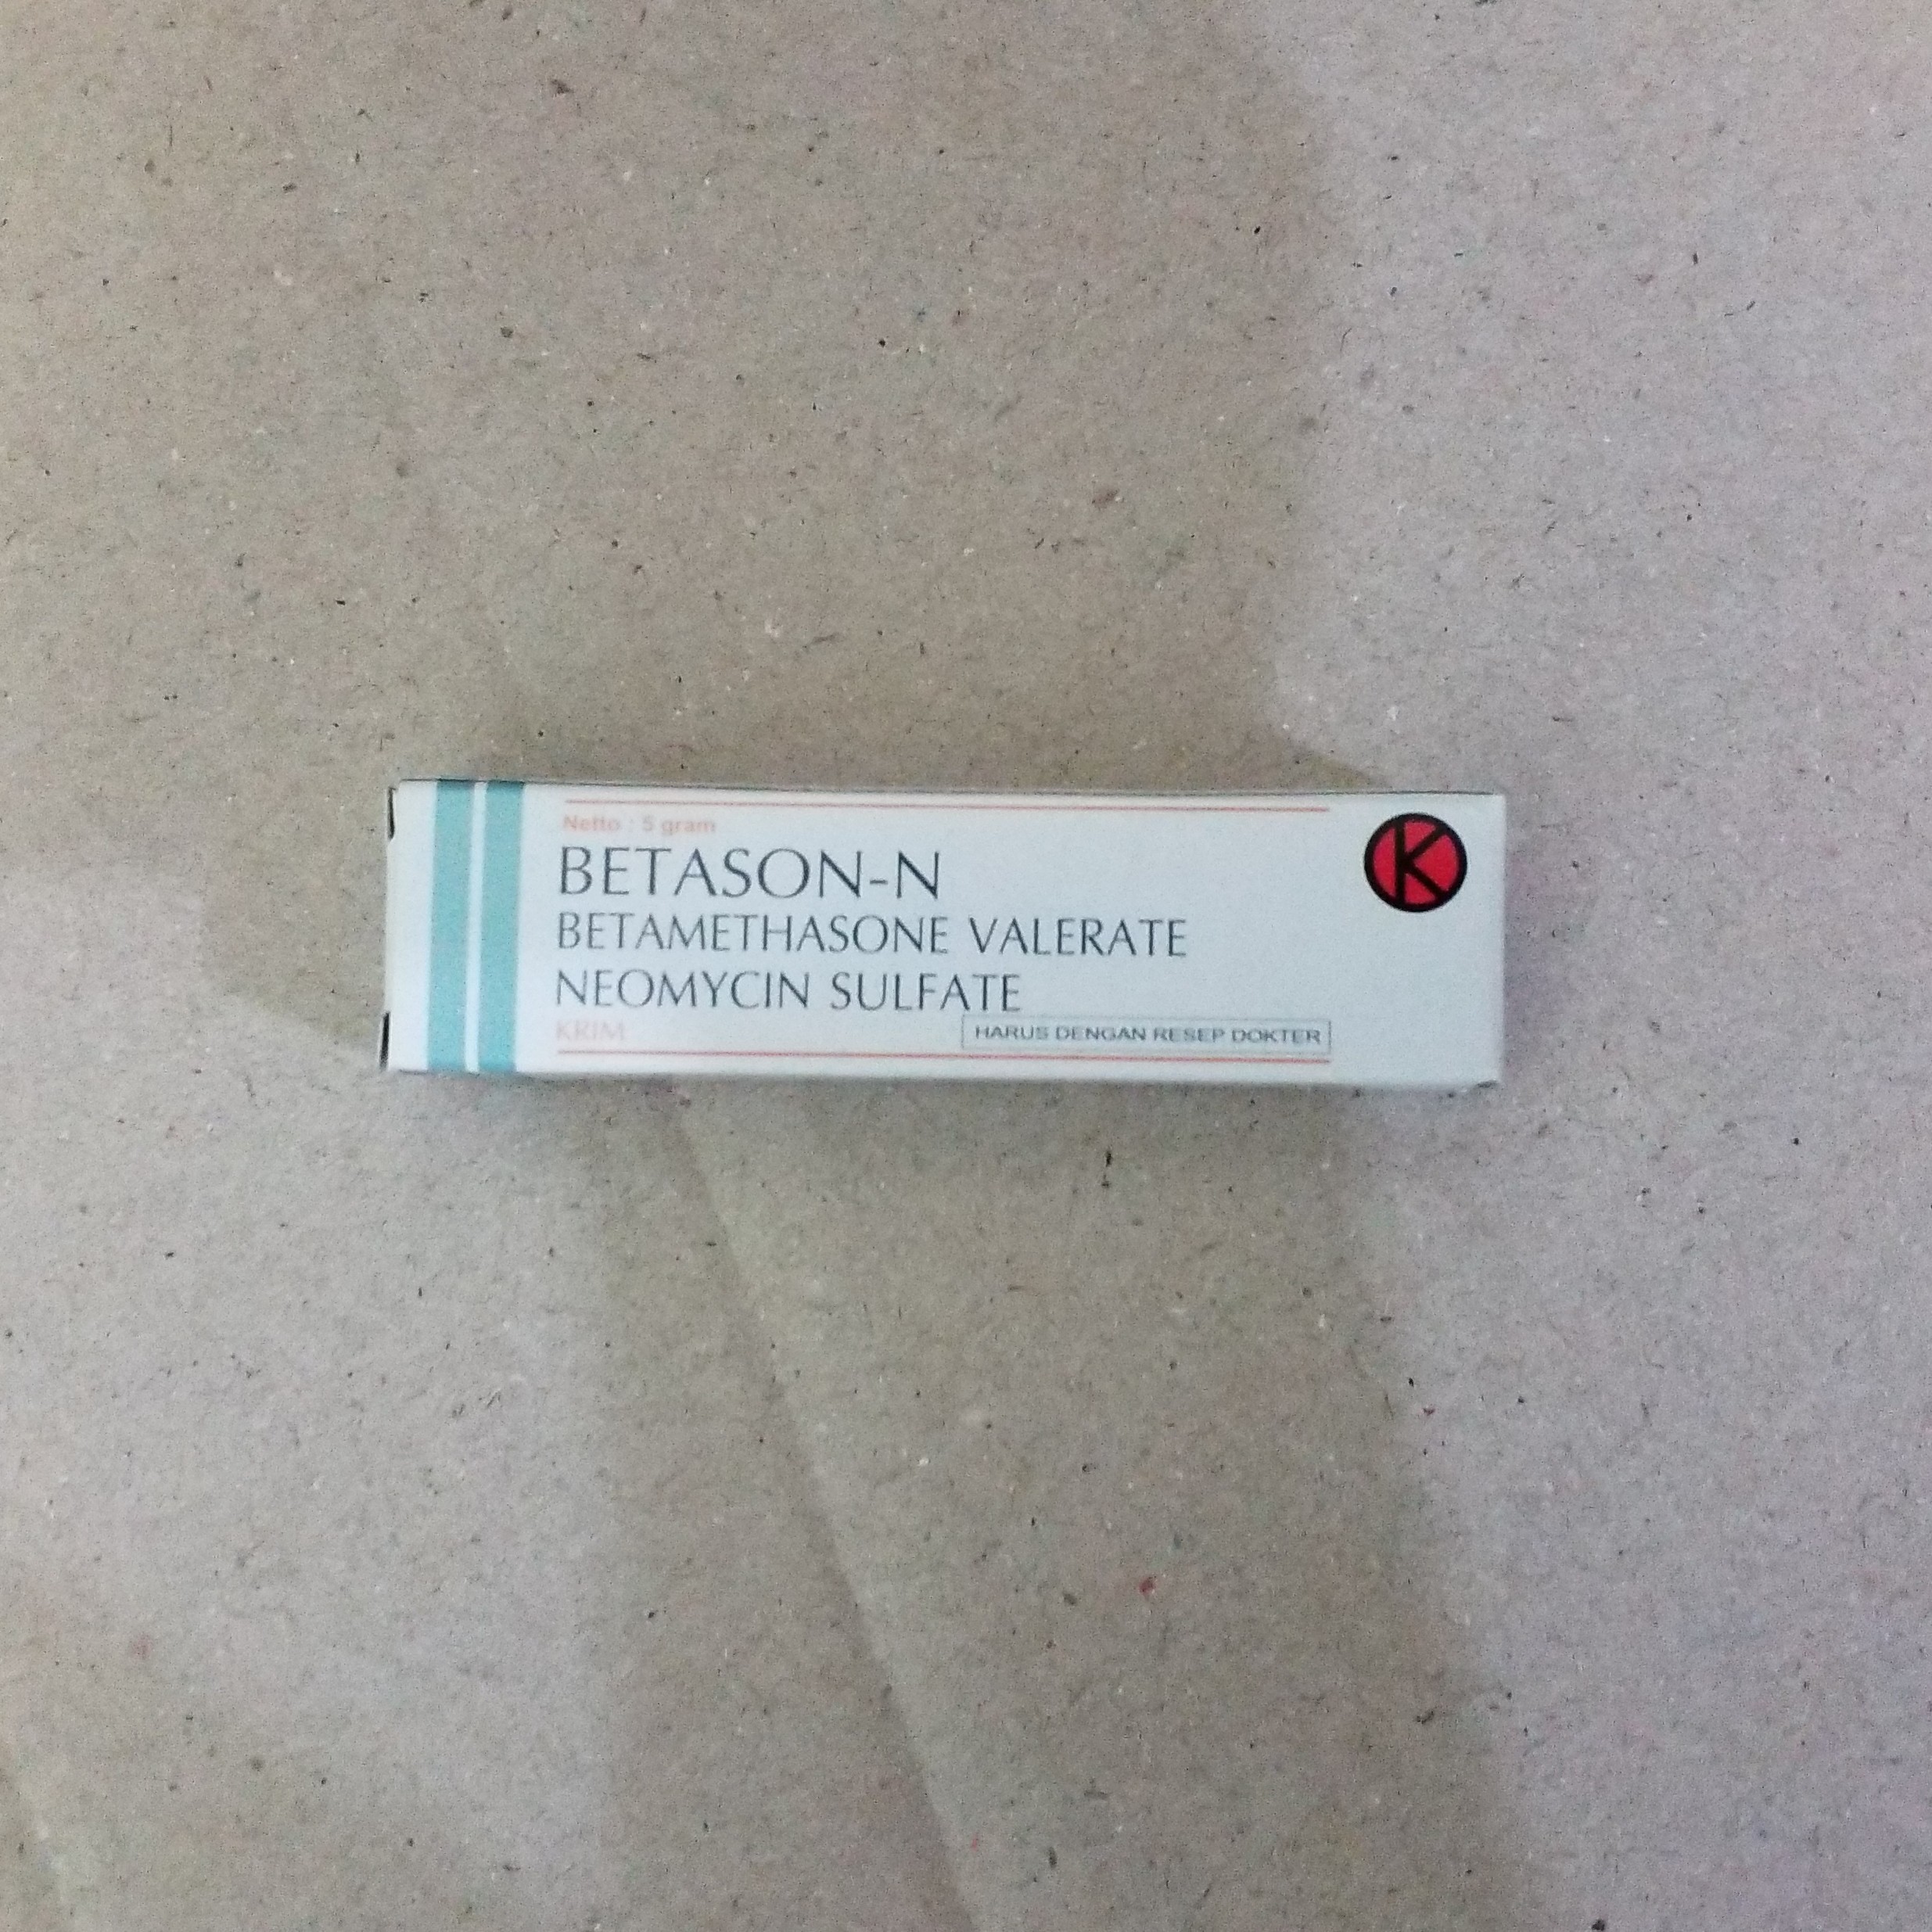 Netto : 5 gram
BETASON-N
BETAMETHASONE VALERATE
NEOMYCIN SULFATE
KRIM
HARUS DENGAN RESEP DOKTER
K